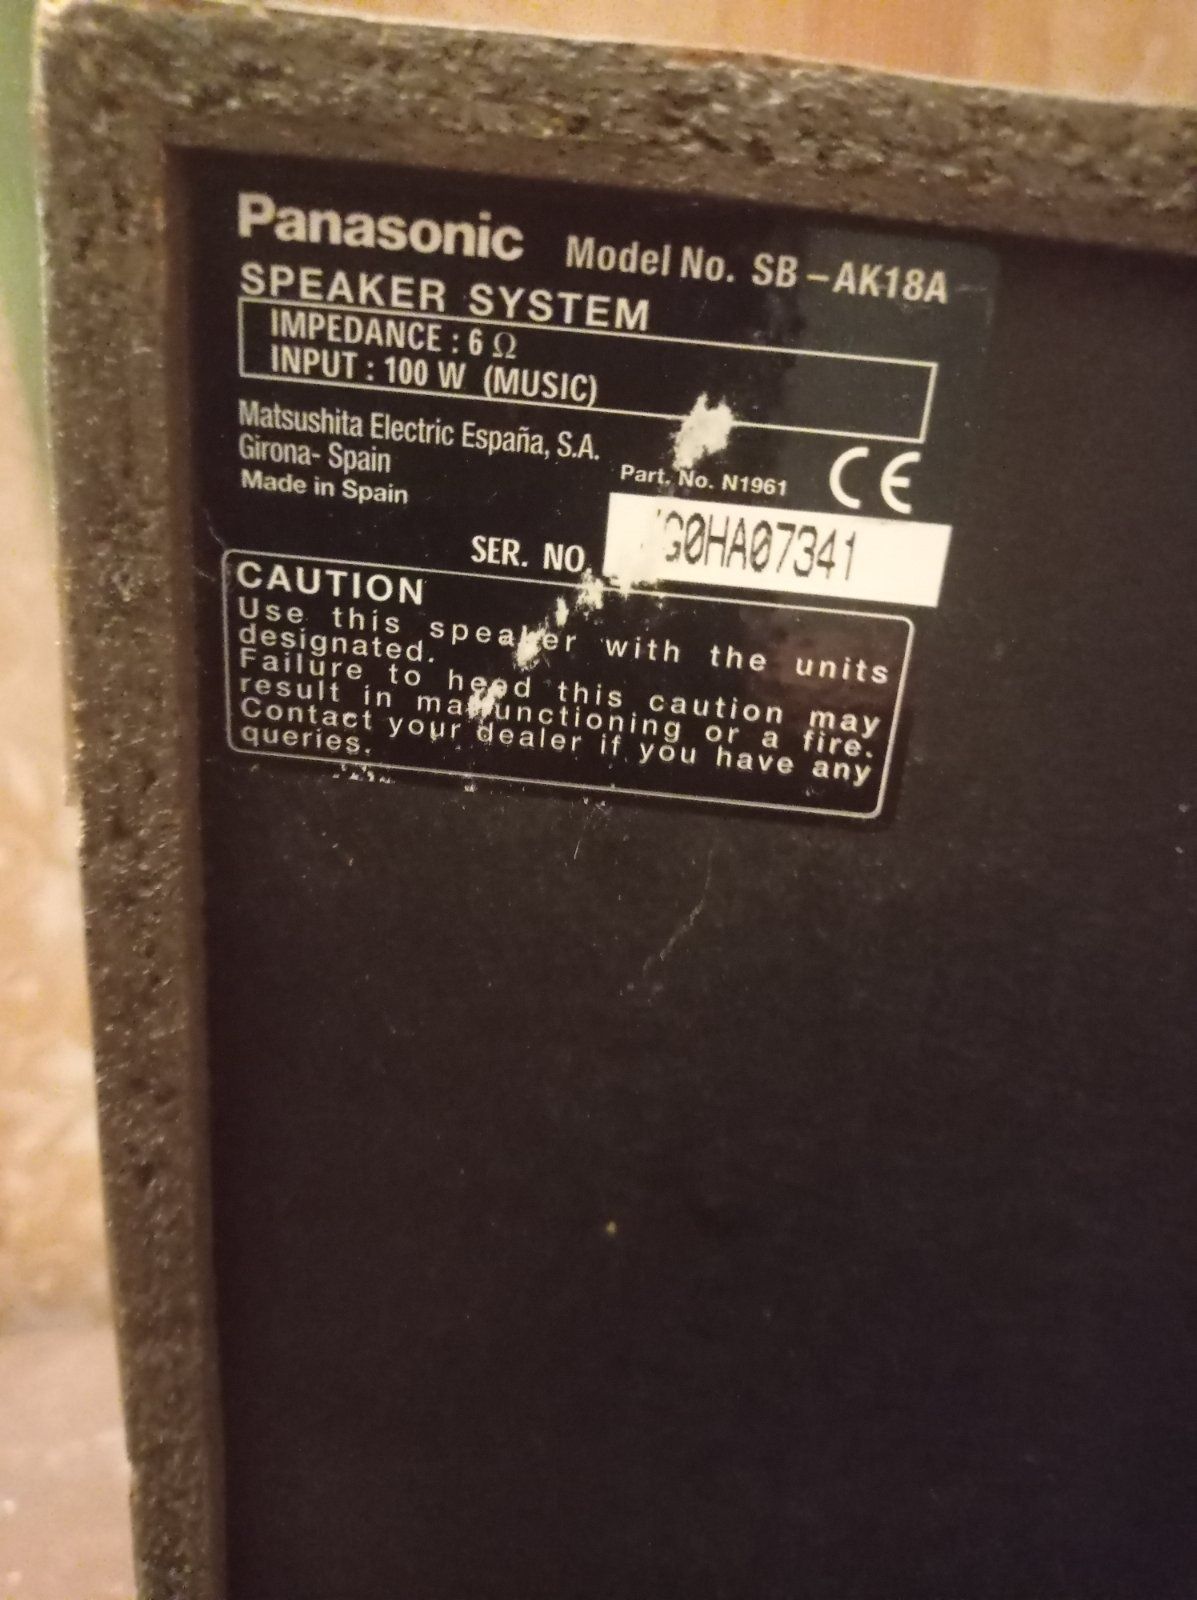 Panasonic Model No. SB-AK18A
SPEAKER SYSTEM
IMPEDANCE : 6 Ω
INPUT : 100 W (MUSIC)
Matsushita Electric España, S.A.
Girona- Spain
Made in Spain
Part. No. N1961 CE
SER. NO. G0HA07341
CAUTION
Use this speaker with the units
designated.
Failure to heed this caution may
result in malfunctioning or a fire.
Contact your dealer if you have any
queries.